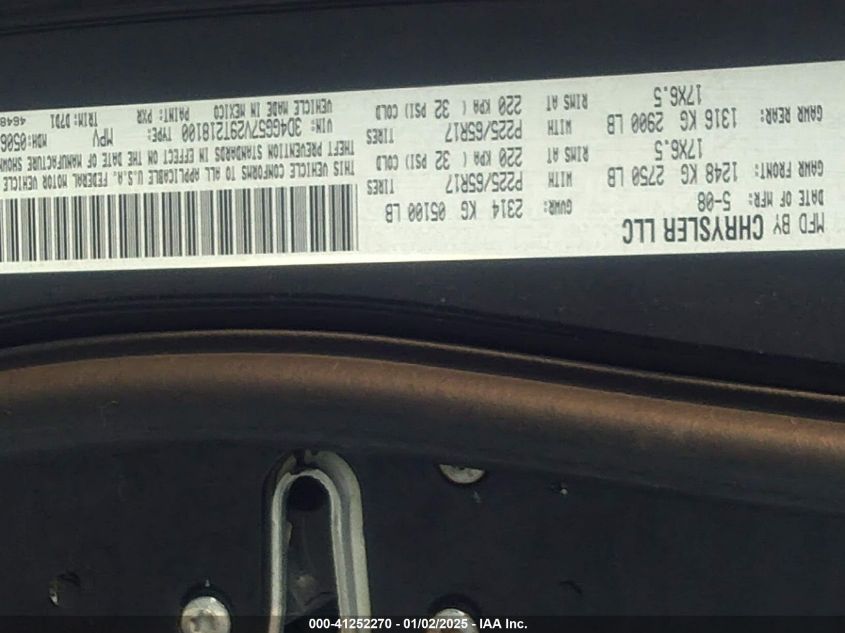 MFD BY CHRYSLER LLC
DATE OF MFR: 5-08 GVWR: 2314 KG 05100 LB
GAWR FRONT: 1248 KG 2750 LB WITH P225/65R17 TIRES
17X6.5 RIMS AT 220 KPA ( 32 PSI) COLD
GAWR REAR: 1316 KG 2900 LB WITH P225/65R17 TIRES
17X6.5 RIMS AT 220 KPA ( 32 PSI) COLD
THIS VEHICLE CONFORMS TO ALL APPLICABLE U.S.A. FEDERAL MOTOR VEHICLE
THEFT PREVENTION STANDARDS IN EFFECT ON THE DATE OF MANUFACTURE SHOWN
VIN: 3D4GG57V29T218100 TYPE: MPV MDH: 0506
VEHICLE MADE IN MEXICO PAINT: PXR TRIM: D7D1 4648
000-41252270 - 01/02/2025 - IAA Inc.